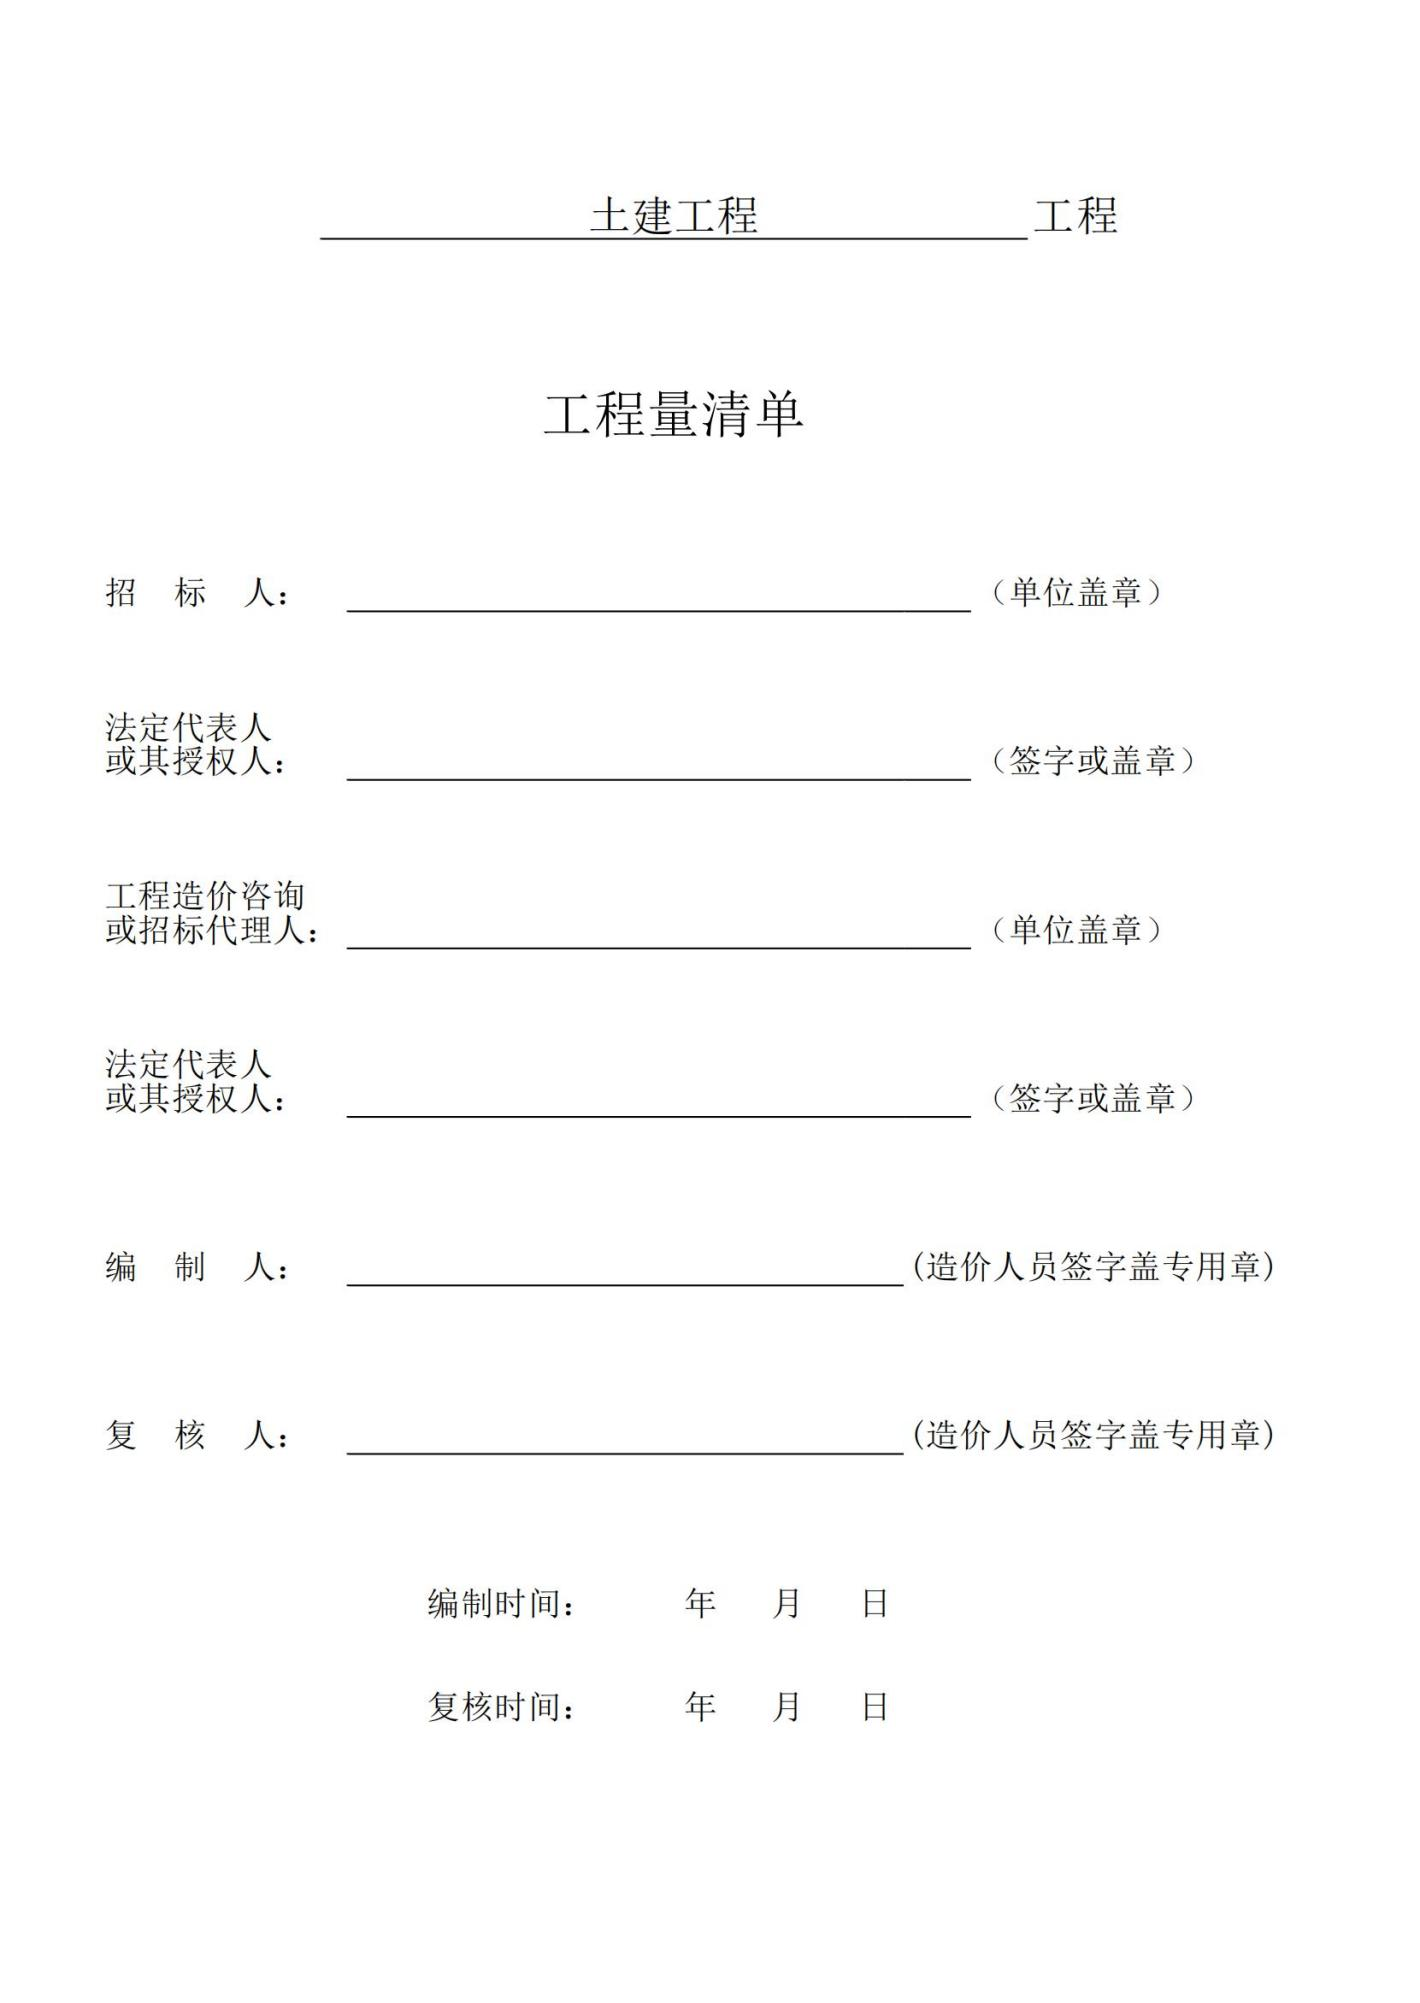 土建工程 工程
工程量清单
招 标 人： （单位盖章）
法定代表人
或其授权人： （签字或盖章）
工程造价咨询
或招标代理人： （单位盖章）
法定代表人
或其授权人： （签字或盖章）
编 制 人： (造价人员签字盖专用章)
复 核 人： (造价人员签字盖专用章)
编制时间： 年 月 日
复核时间： 年 月 日